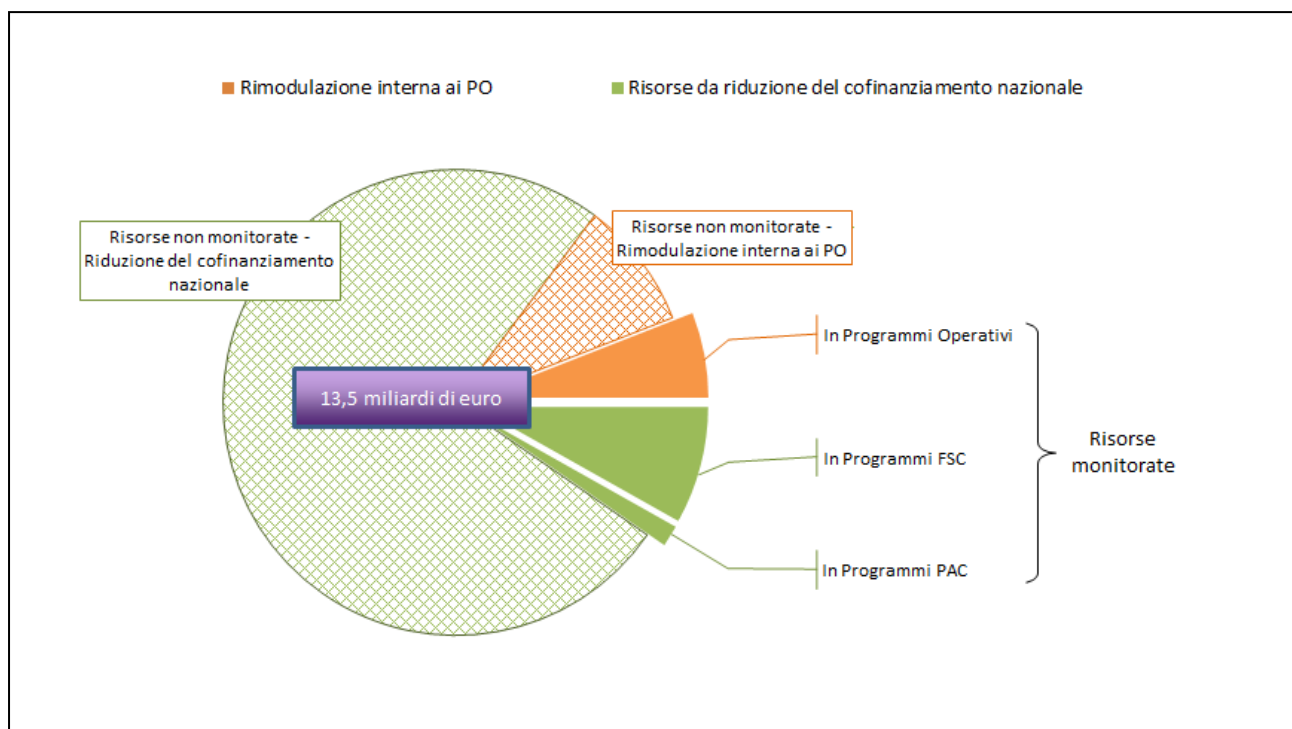 Rimodulazione interna ai PO
Risorse da riduzione del cofinanziamento nazionale
Risorse non monitorate -
Riduzione del cofinanziamento
nazionale
Risorse non monitorate -
Rimodulazione interna ai PO
In Programmi Operativi
13,5 miliardi di euro
In Programmi FSC
Risorse
monitorate
In Programmi PAC